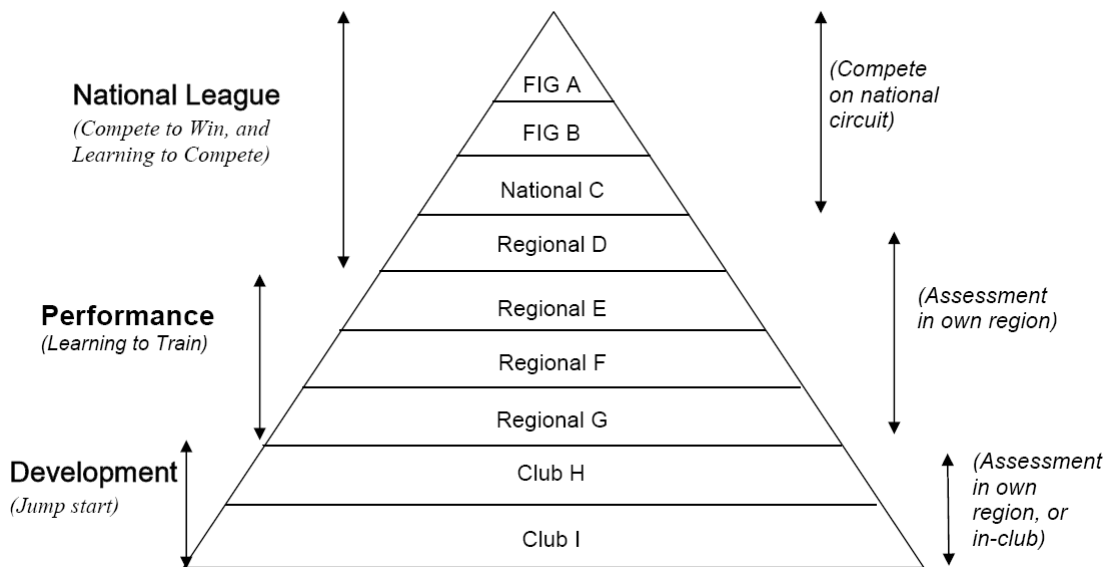 FIG A
FIG B
National C
Regional D
Regional E
Regional F
Regional G
Club H
Club I
National League
(Compete to Win, and
Learning to Compete)
Performance
(Learning to Train)
Development
(Jump start)
(Compete
on national
circuit)
(Assessment
in own region)
(Assessment
in own
region, or
in-club)